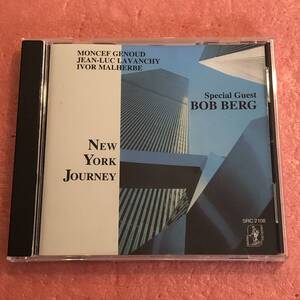 MONCEF GENOUD
JEAN-LUC LAVANCHY
IVOR MALHERBE
Special Guest
BOB BERG
NEW
YORK
JOURNEY
SRC 2108